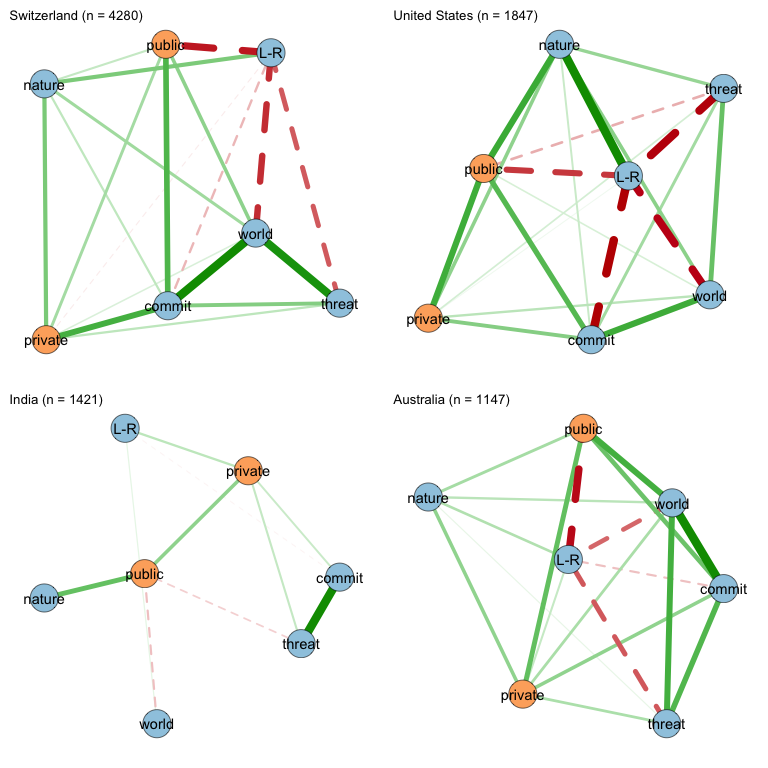 Switzerland (n = 4280)
public
L-R
nature
world
commit
threat
private
United States (n = 1847)
nature
threat
public
L-R
world
private
commit
India (n = 1421)
L-R
private
public
commit
nature
threat
world
Australia (n = 1147)
public
nature
world
L-R
commit
private
threat